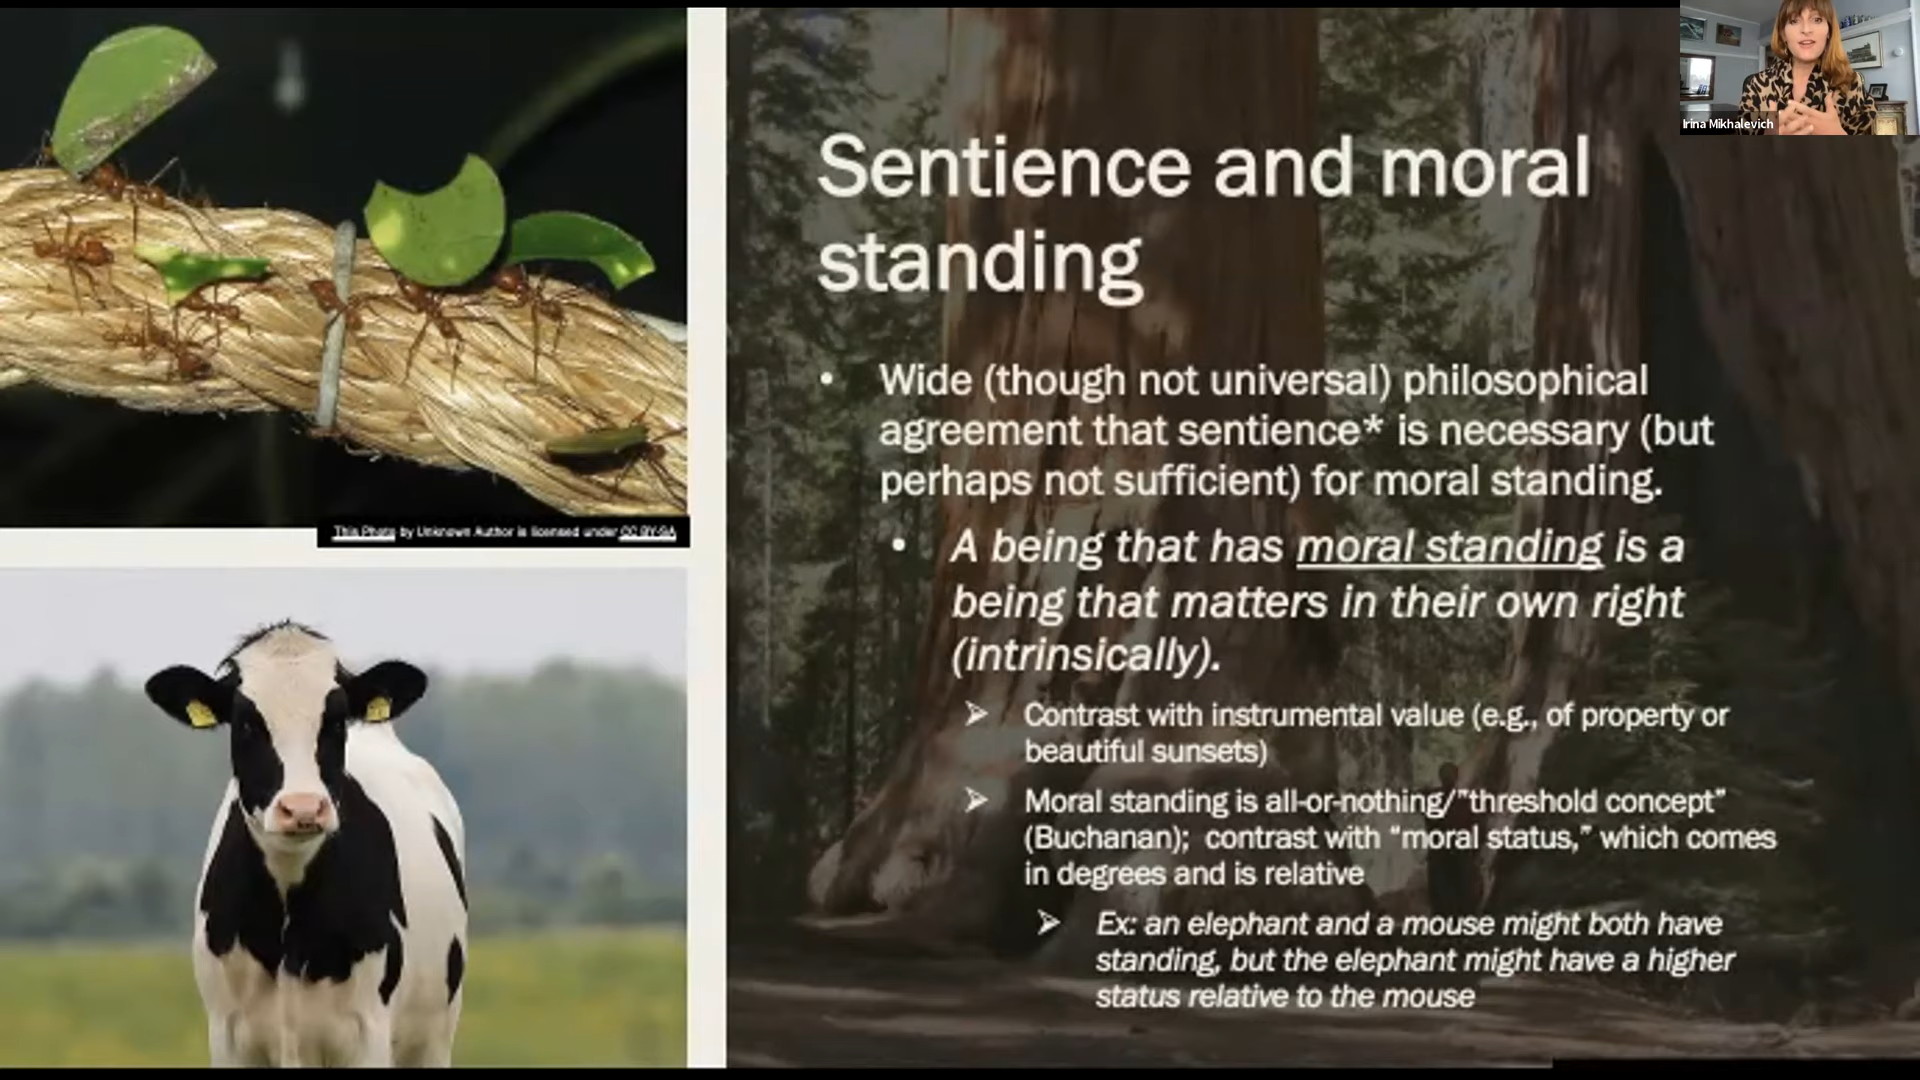 Irina Mikhalevich
Sentience and moral
standing
• Wide (though not universal) philosophical
agreement that sentience* is necessary (but
perhaps not sufficient) for moral standing.
• A being that has moral standing is a
being that matters in their own right
(intrinsically).
➢ Contrast with instrumental value (e.g., of property or
beautiful sunsets)
➢ Moral standing is all-or-nothing/”threshold concept”
(Buchanan);  contrast with “moral status,” which comes
in degrees and is relative
➢ Ex: an elephant and a mouse might both have
standing, but the elephant might have a higher
status relative to the mouse
This Photo by Unknown Author is licensed under CC BY-SA